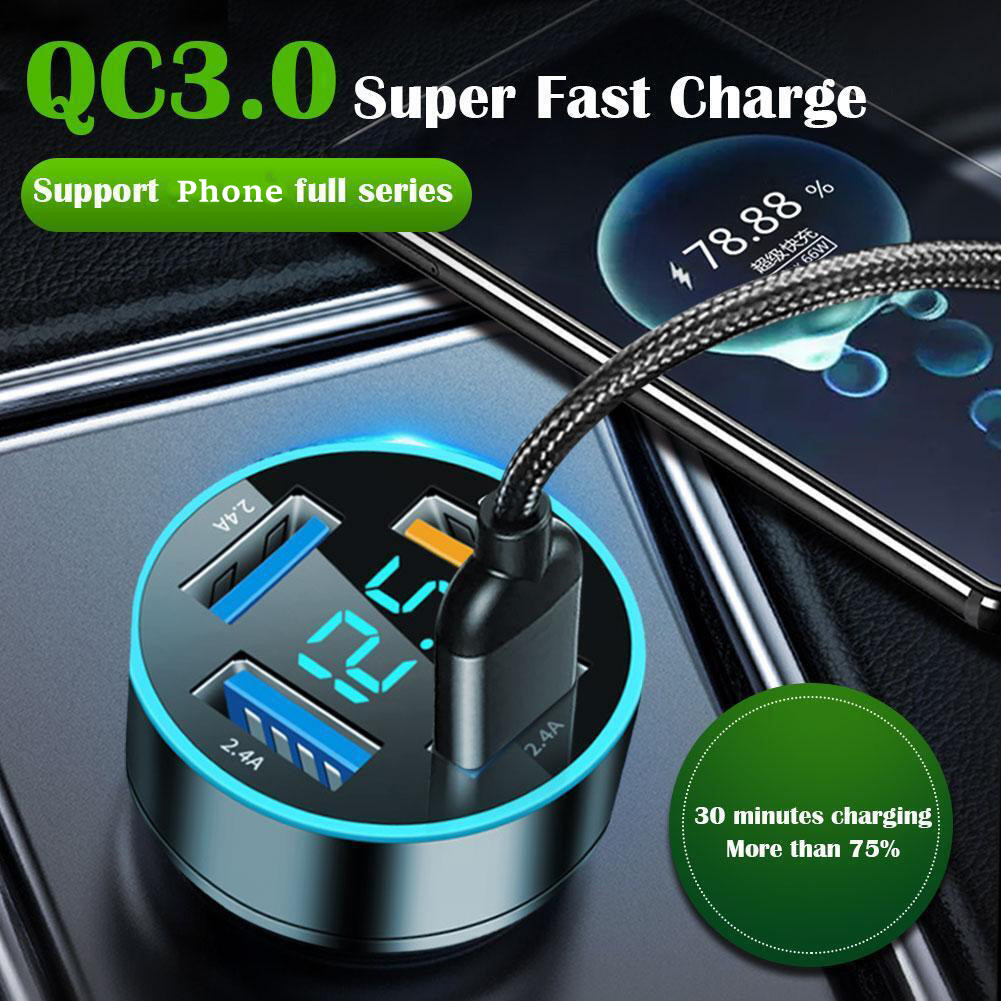 QC3.0 Super Fast Charge
Support Phone full series
78.88 %
超级快充
66W
2.4A
2.4A
2.4A
30 minutes charging
More than 75%